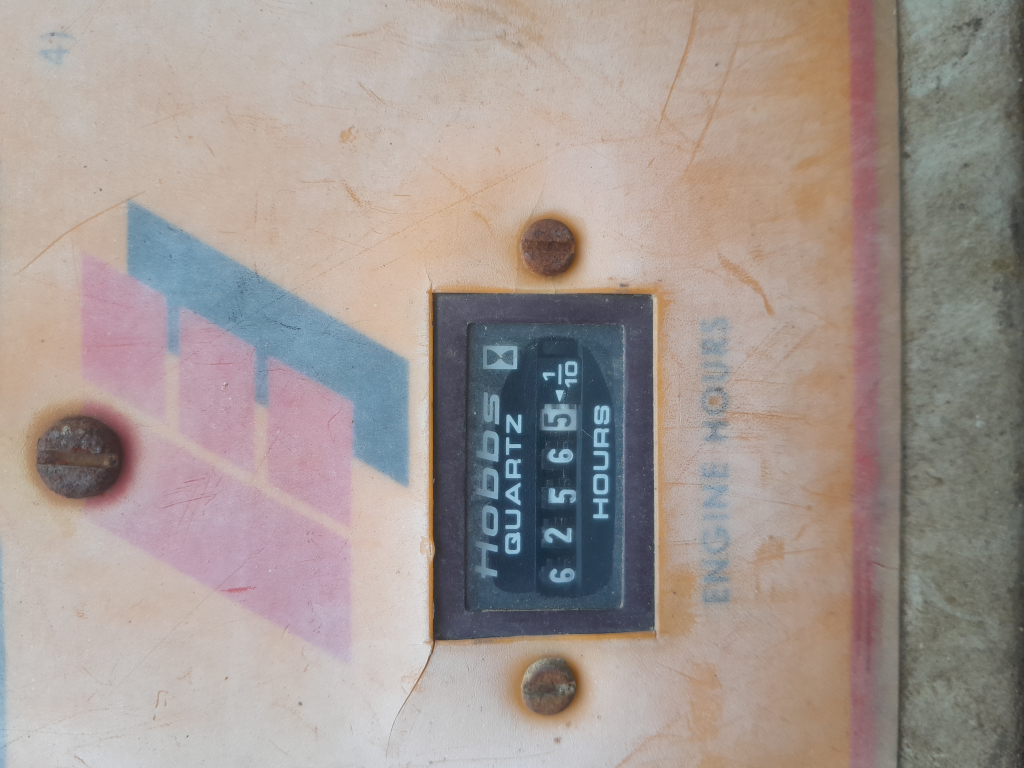 Hobbs
QUARTZ
6 2 5 6 5 ◄ 1/10
HOURS
ENGINE HOURS